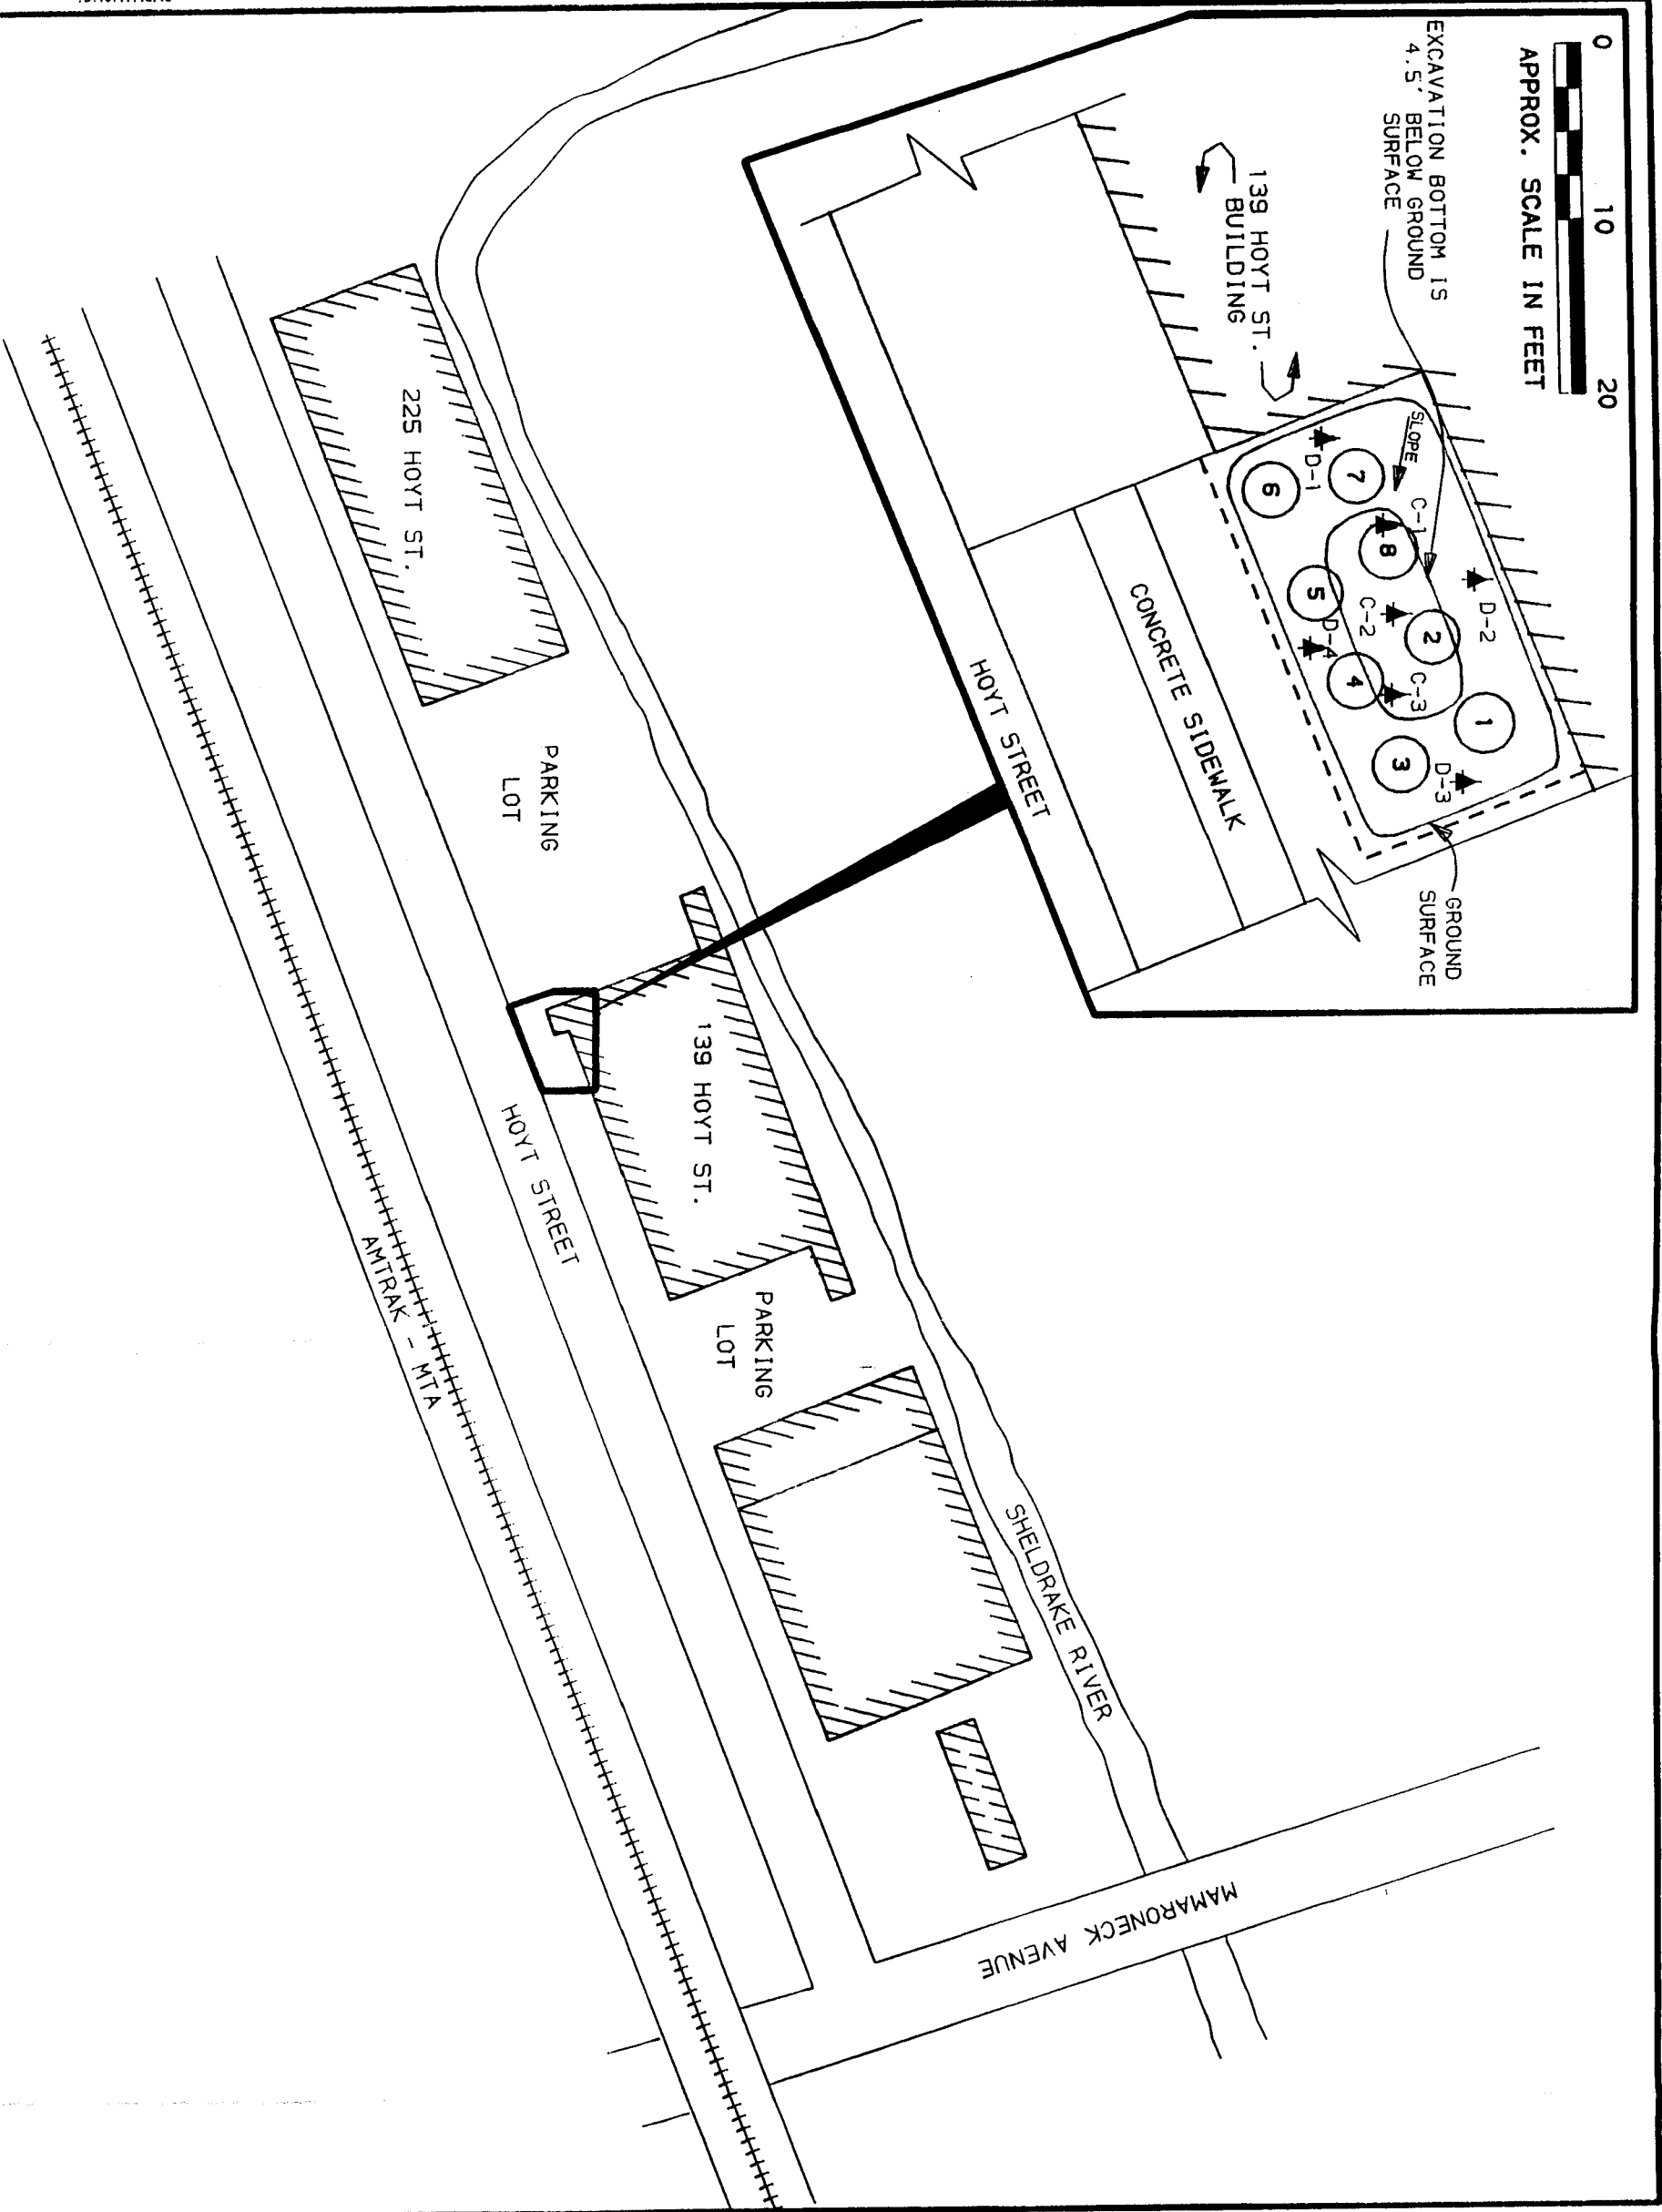 0
10
20
APPROX. SCALE IN FEET
EXCAVATION BOTTOM IS
4.5' BELOW GROUND
SURFACE
139 HOYT ST.
BUILDING
SLOPE
D-1
C-1
D-2
C-2
C-3
D-4
D-3
7
6
8
5
2
4
1
3
GROUND
SURFACE
CONCRETE SIDEWALK
HOYT STREET
225 HOYT ST.
PARKING
LOT
139 HOYT ST.
HOYT STREET
PARKING
LOT
AMTRAK - MTA
SHELDRAKE RIVER
MAMARONECK AVENUE